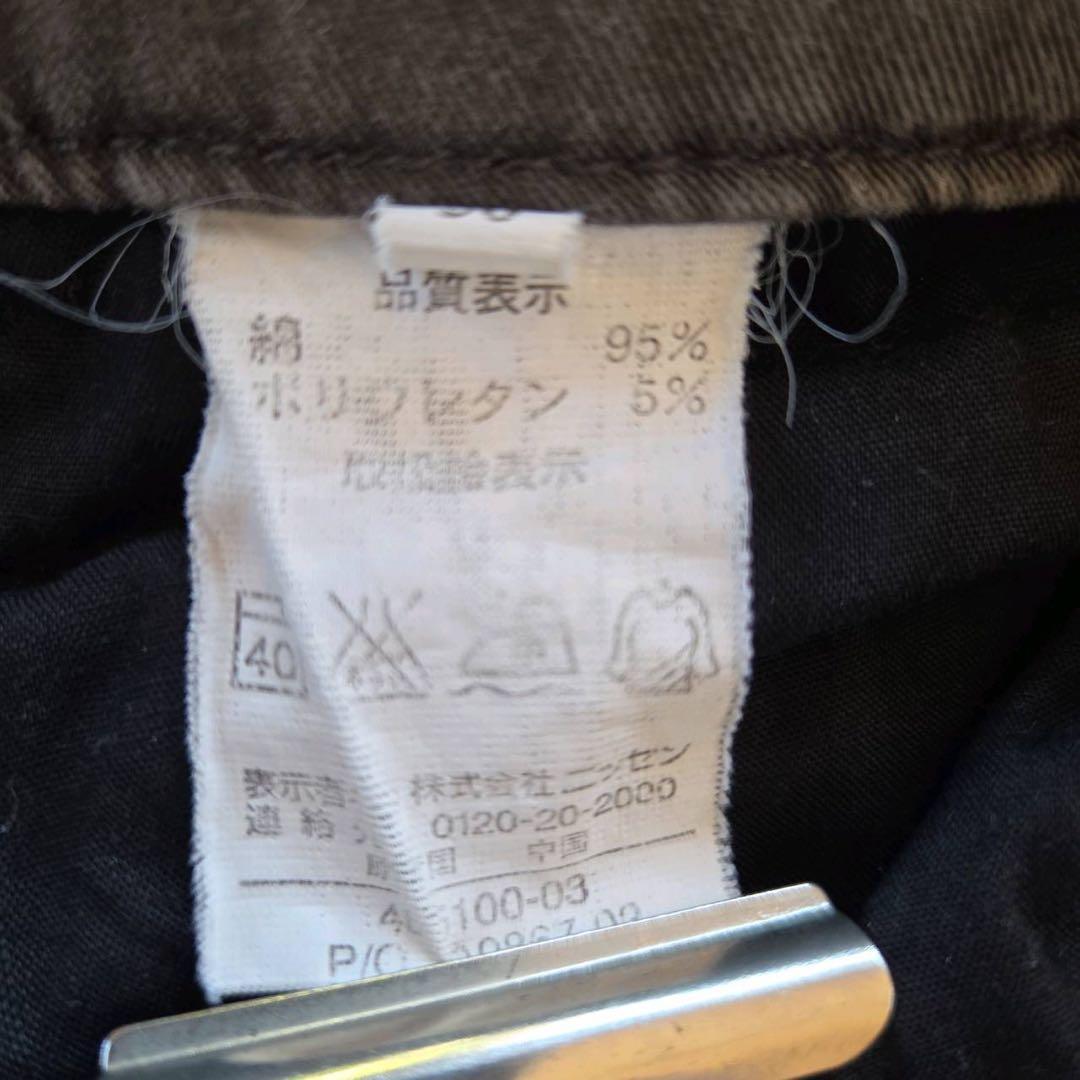 品質表示
綿 95%
ポリウレタン 5%
取扱絵表示
40
表示者 株式会社ニッセン
連絡 0120-20-2000
原産国 中国
100-03
P/O